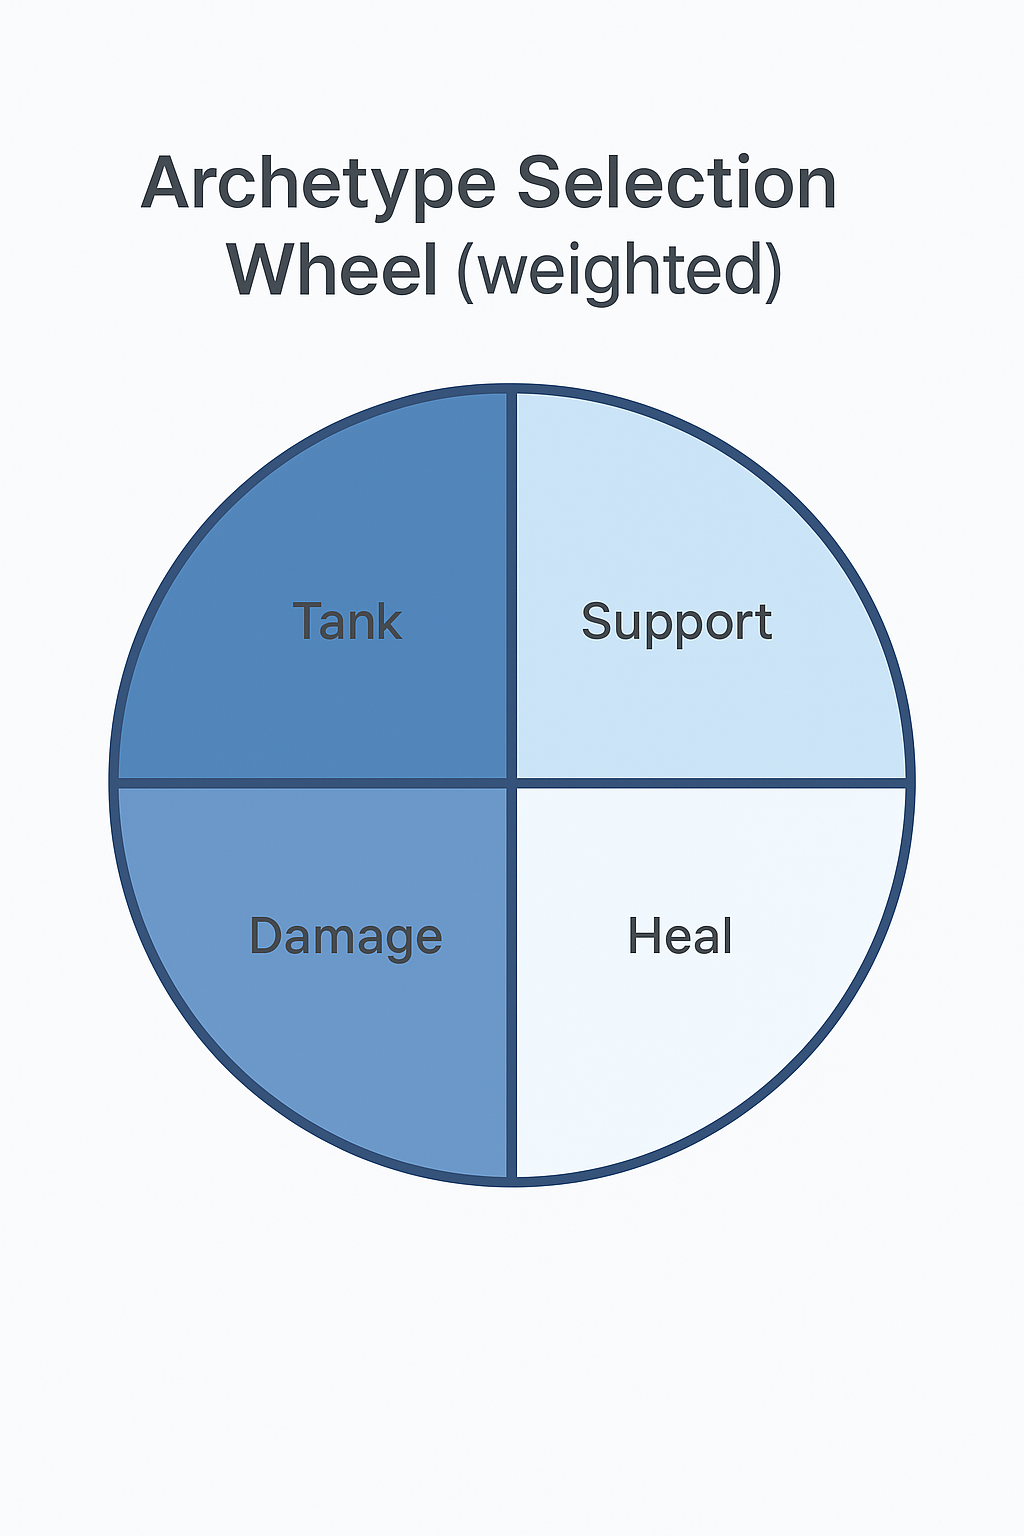 Archetype Selection
Wheel (weighted)
Tank
Support
Damage
Heal